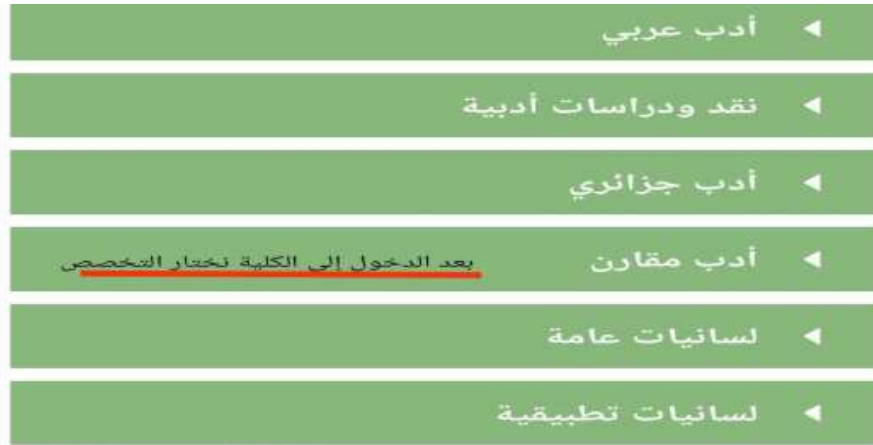 أدب عربي
نقد ودراسات أدبية
أدب جزائري
أدب مقارن بعد الدخول إلى الكلية نختار التخصص
لسانيات عامة
لسانيات تطبيقية